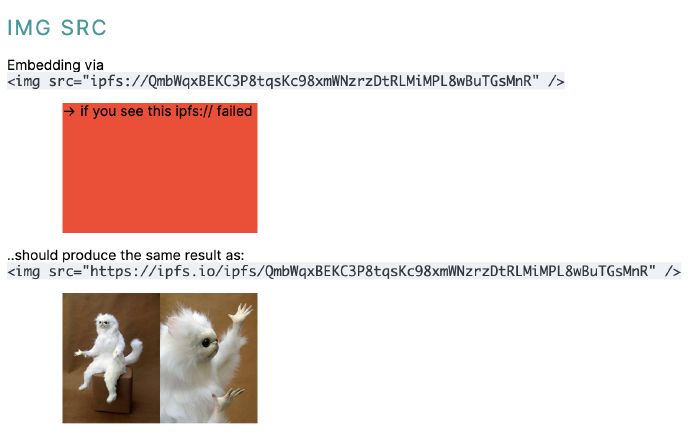 IMG SRC
Embedding via
<img src="ipfs://QmbWqxBEKC3P8tqsKc98xmWNzrzDtRLMiMPL8wBuTGsMnR" />
→ if you see this ipfs:// failed
..should produce the same result as:
<img src="https://ipfs.io/ipfs/QmbWqxBEKC3P8tqsKc98xmWNzrzDtRLMiMPL8wBuTGsMnR" />